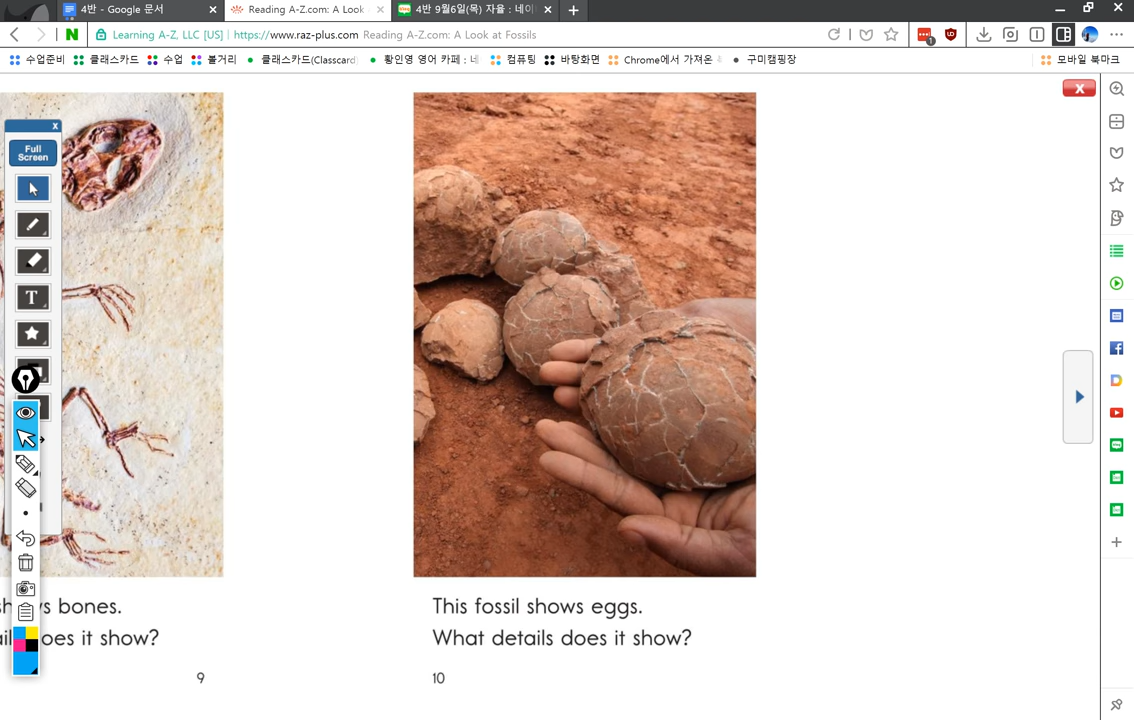 4반 - Google 문서
Reading A-Z.com: A Look
4반 9월6일(목) 자율 : 네이
Learning A-Z, LLC [US] | https://www.raz-plus.com Reading A-Z.com: A Look at Fossils
수업준비 클래스카드 수업 볼거리 클래스카드(Classcard 황인영 영어 카페 : 네 컴퓨팅 바탕화면 Chrome에서 가져온 구미캠핑장 모바일 북마크
x
Full
Screen
T
X
ws bones.
oes it show?
9
This fossil shows eggs.
What details does it show?
10